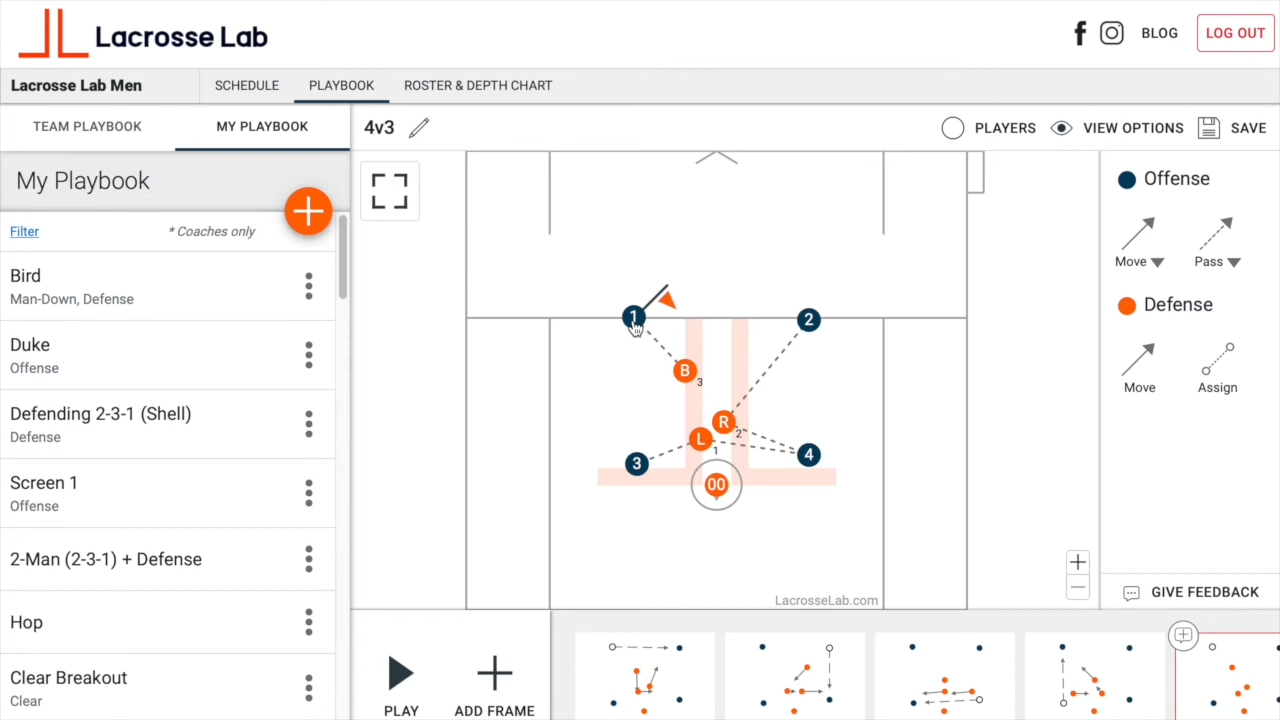 Lacrosse Lab
BLOG
LOG OUT
Lacrosse Lab Men
SCHEDULE
PLAYBOOK
ROSTER & DEPTH CHART
TEAM PLAYBOOK
MY PLAYBOOK
4v3
PLAYERS
VIEW OPTIONS
SAVE
My Playbook
Filter
* Coaches only
Bird
Man-Down, Defense
Duke
Offense
Defending 2-3-1 (Shell)
Defense
Screen 1
Offense
2-Man (2-3-1) + Defense
Hop
Clear Breakout
Clear
1
2
B
3
R
2
L
1
3
4
00
LacrosseLab.com
Offense
Move
Pass
Defense
Move
Assign
GIVE FEEDBACK
PLAY
ADD FRAME